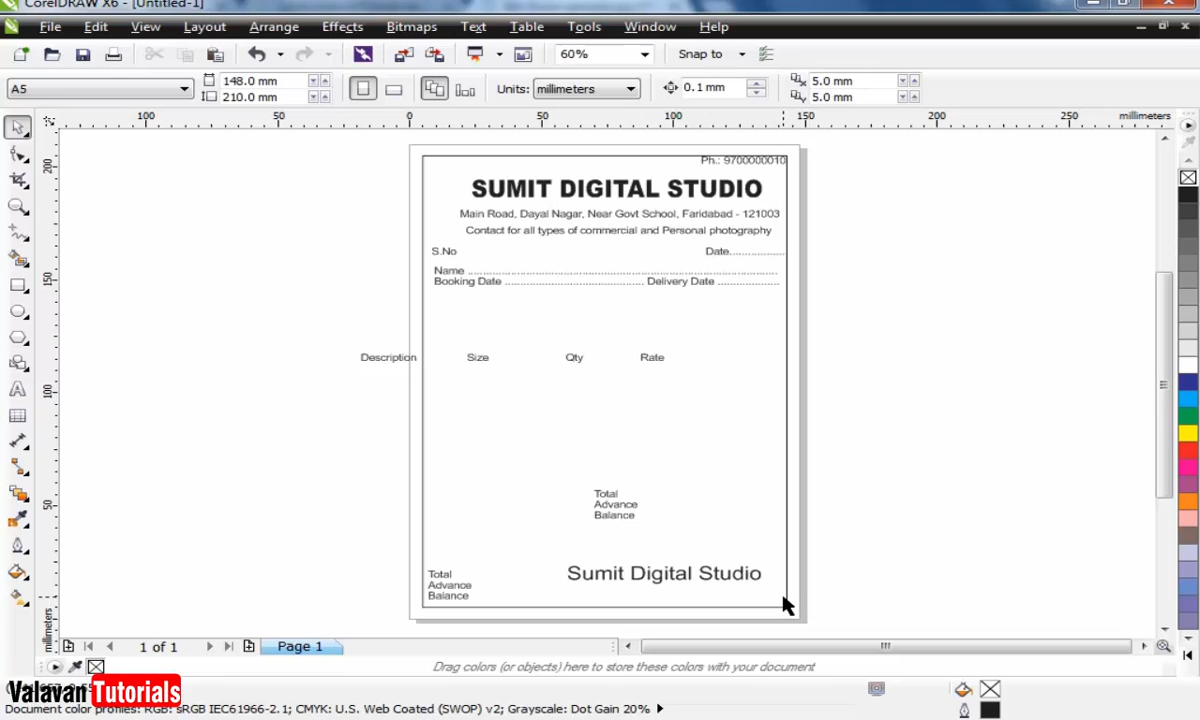 CorelDRAW X6 - [Untitled-1]
File Edit View Layout Arrange Effects Bitmaps Text Table Tools Window Help
60% Snap to
A5 148.0 mm 210.0 mm Units: millimeters 0.1 mm 5.0 mm 5.0 mm
100 50 0 50 100 150 200 250 millimeters
200
150
100
50
millimeters
Ph.: 9700000010
SUMIT DIGITAL STUDIO
Main Road, Dayal Nagar, Near Govt School, Faridabad - 121003
Contact for all types of commercial and Personal photography
S.No Date..................
Name ................................................................................................
Booking Date ........................................... Delivery Date ...................
Description Size Qty Rate
Total
Advance
Balance
Sumit Digital Studio
Total
Advance
Balance
1 of 1 Page 1
Drag colors (or objects) here to store these colors with your document
Valavan Tutorials
Document color profiles: RGB: sRGB IEC61966-2.1; CMYK: U.S. Web Coated (SWOP) v2; Grayscale: Dot Gain 20%